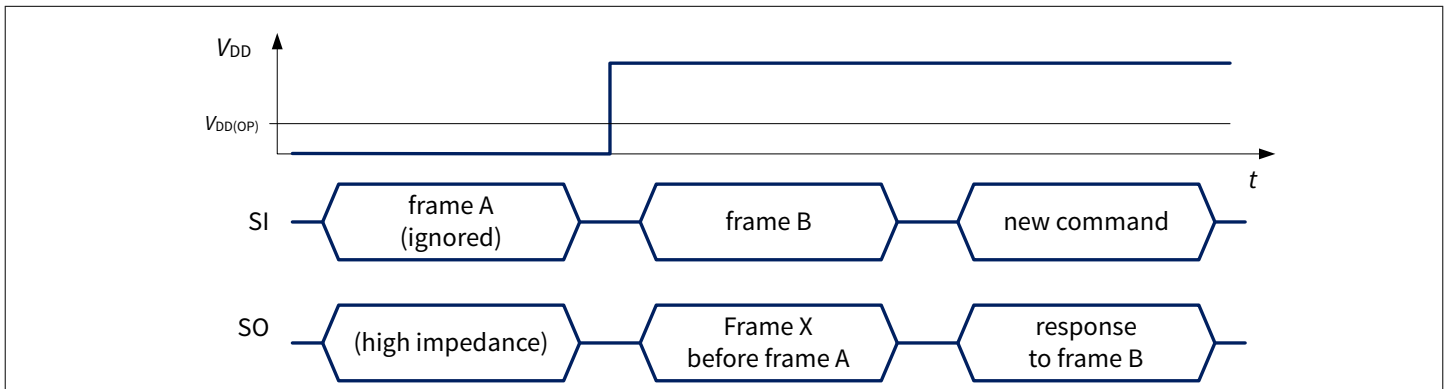 VDD
VDD(OP)
t
SI
frame A
(ignored)
frame B
new command
SO
(high impedance)
Frame X
before frame A
response
to frame B